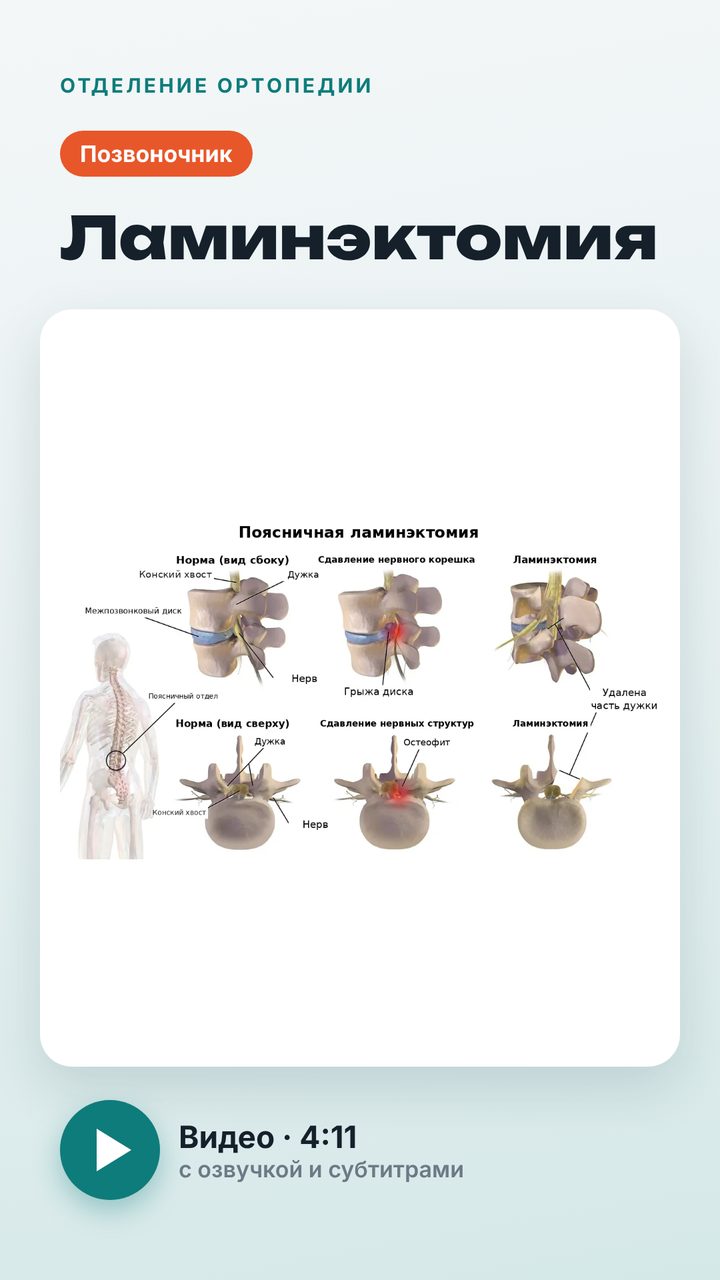 ОТДЕЛЕНИЕ ОРТОПЕДИИ
Позвоночник
Ламинэктомия
Поясничная ламинэктомия
Норма (вид сбоку)
Сдавление нервного корешка
Ламинэктомия
Конский хвост
Дужка
Межпозвонковый диск
Нерв
Грыжа диска
Поясничный отдел
Удалена
часть дужки
Норма (вид сверху)
Сдавление нервных структур
Ламинэктомия
Дужка
Остеофит
Конский хвост
Нерв
Видео · 4:11
с озвучкой и субтитрами